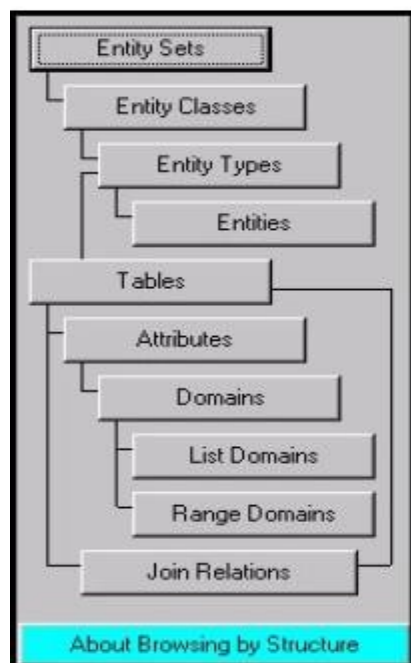 Entity Sets
Entity Classes
Entity Types
Entities
Tables
Attributes
Domains
List Domains
Range Domains
Join Relations
About Browsing by Structure